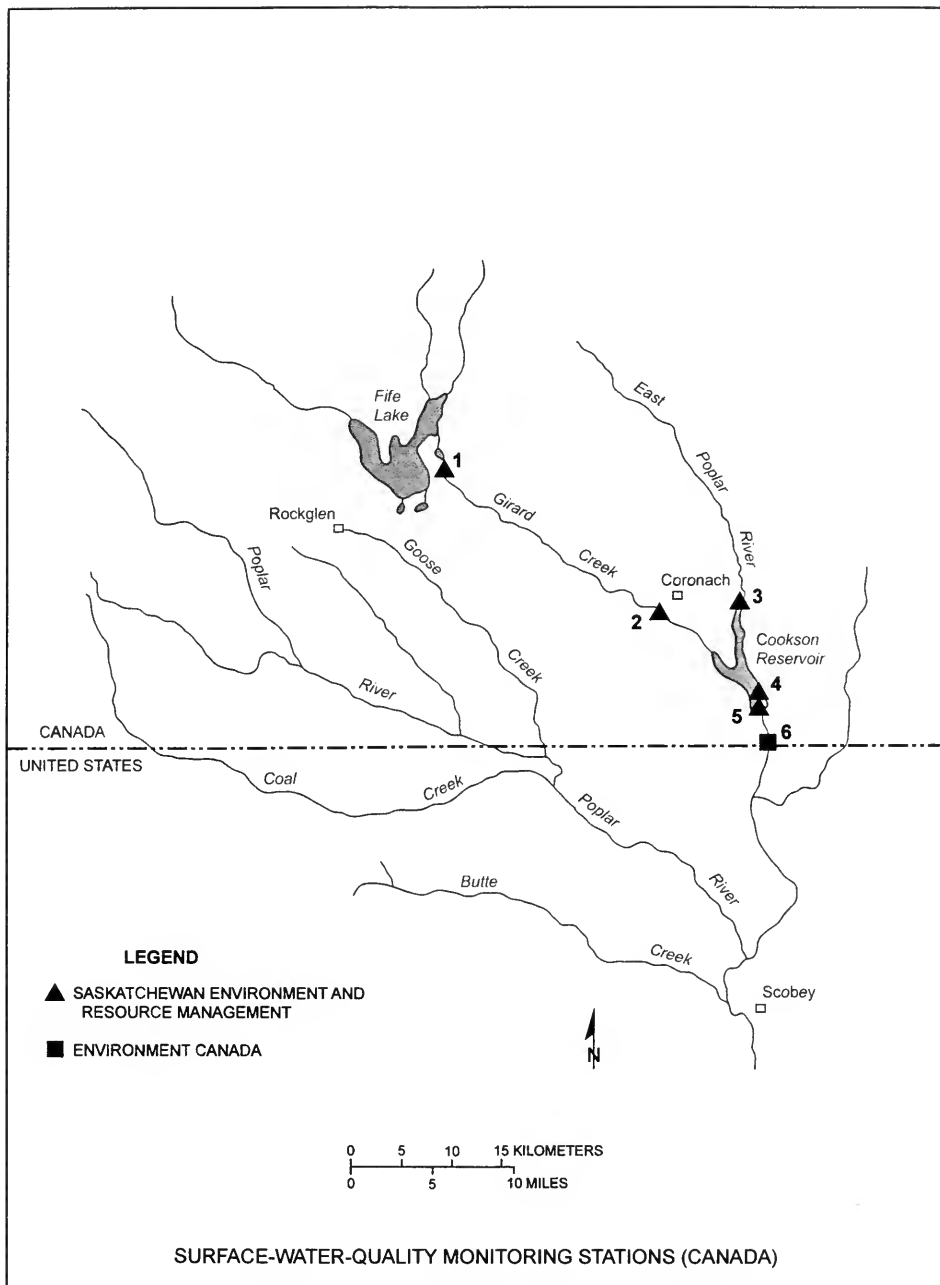 Fife
Lake
East
Poplar
River
1
Girard
Creek
Rockglen
Goose
Creek
Poplar
River
Coronach
2
3
Cookson
Reservoir
4
5
6
CANADA
UNITED STATES
Coal
Creek
Poplar
River
Butte
Creek
Scobey
LEGEND
SASKATCHEWAN ENVIRONMENT AND
RESOURCE MANAGEMENT
ENVIRONMENT CANADA
N
0 5 10 15 KILOMETERS
0 5 10 MILES
SURFACE-WATER-QUALITY MONITORING STATIONS (CANADA)